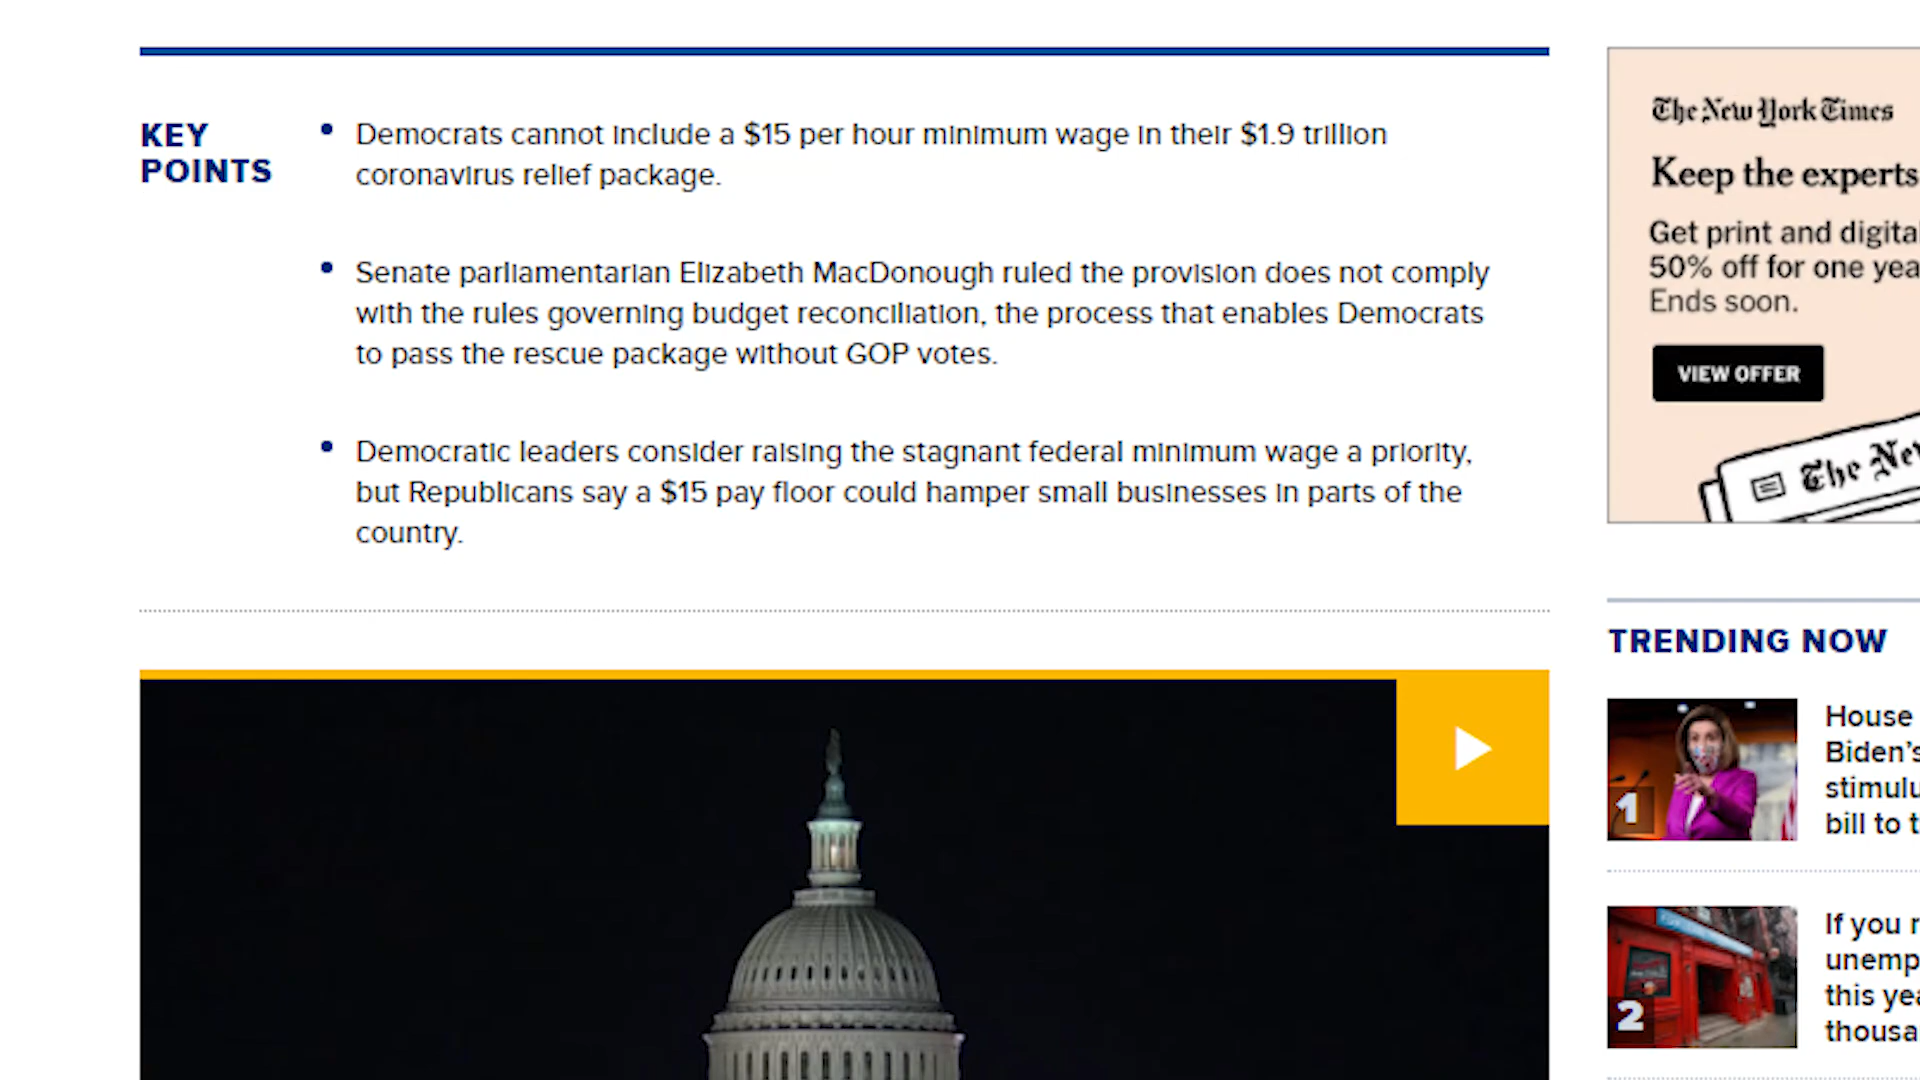 KEY
POINTS
Democrats cannot include a $15 per hour minimum wage in their $1.9 trillion
coronavirus relief package.
Senate parliamentarian Elizabeth MacDonough ruled the provision does not comply
with the rules governing budget reconciliation, the process that enables Democrats
to pass the rescue package without GOP votes.
Democratic leaders consider raising the stagnant federal minimum wage a priority,
but Republicans say a $15 pay floor could hamper small businesses in parts of the
country.
The New York Times
Keep the experts
Get print and digital
50% off for one yea
Ends soon.
VIEW OFFER
The New
TRENDING NOW
1
House
Biden's
stimulu
bill to t
2
If you r
unemp
this yea
thousa